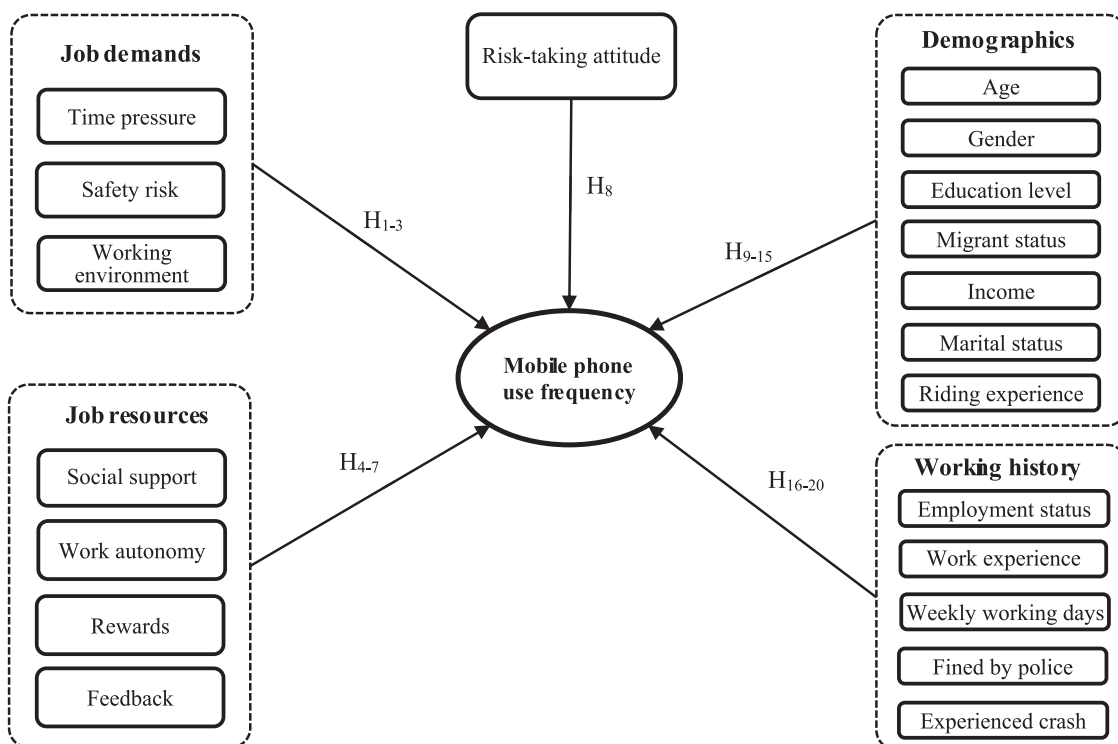 Job demands
Time pressure
Safety risk
Working
environment
Risk-taking attitude
Demographics
Age
Gender
Education level
Migrant status
Income
Marital status
Riding experience
H1-3
H8
H9-15
Mobile phone
use frequency
Job resources
Social support
Work autonomy
Rewards
Feedback
H4-7
H16-20
Working history
Employment status
Work experience
Weekly working days
Fined by police
Experienced crash